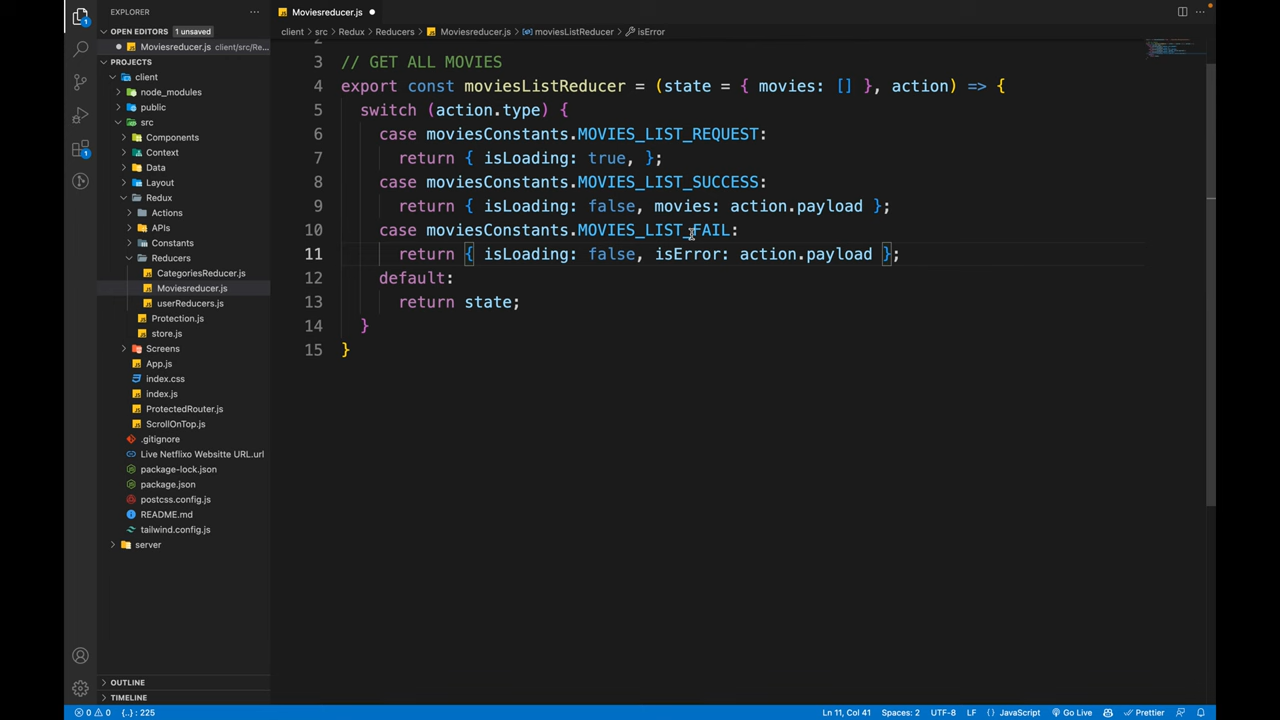 EXPLORER
OPEN EDITORS 1 unsaved
Moviesreducer.js client/src/Re...
PROJECTS
client
node_modules
public
src
Components
Context
Data
Layout
Redux
Actions
APIs
Constants
Reducers
CategoriesReducer.js
Moviesreducer.js
userReducers.js
Protection.js
store.js
Screens
App.js
index.css
index.js
ProtectedRouter.js
ScrollOnTop.js
.gitignore
Live Netflixo Websitte URL.url
package-lock.json
package.json
postcss.config.js
README.md
tailwind.config.js
server
OUTLINE
TIMELINE
Moviesreducer.js
client > src > Redux > Reducers > Moviesreducer.js > moviesListReducer > isError
2
3 // GET ALL MOVIES
4 export const moviesListReducer = (state = { movies: [] }, action) => {
5 switch (action.type) {
6 case moviesConstants.MOVIES_LIST_REQUEST:
7 return { isLoading: true, };
8 case moviesConstants.MOVIES_LIST_SUCCESS:
9 return { isLoading: false, movies: action.payload };
10 case moviesConstants.MOVIES_LIST_FAIL:
11 return { isLoading: false, isError: action.payload };
12 default:
13 return state;
14 }
15 }
0 0 {..} : 225
Ln 11, Col 41 Spaces: 2 UTF-8 LF {} JavaScript Go Live Prettier